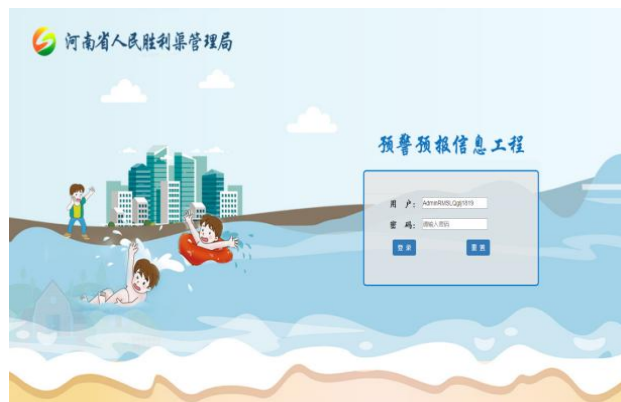 河南省人民胜利渠管理局
预警预报信息工程
用 户：
密 码：请输入密码
登录 重置